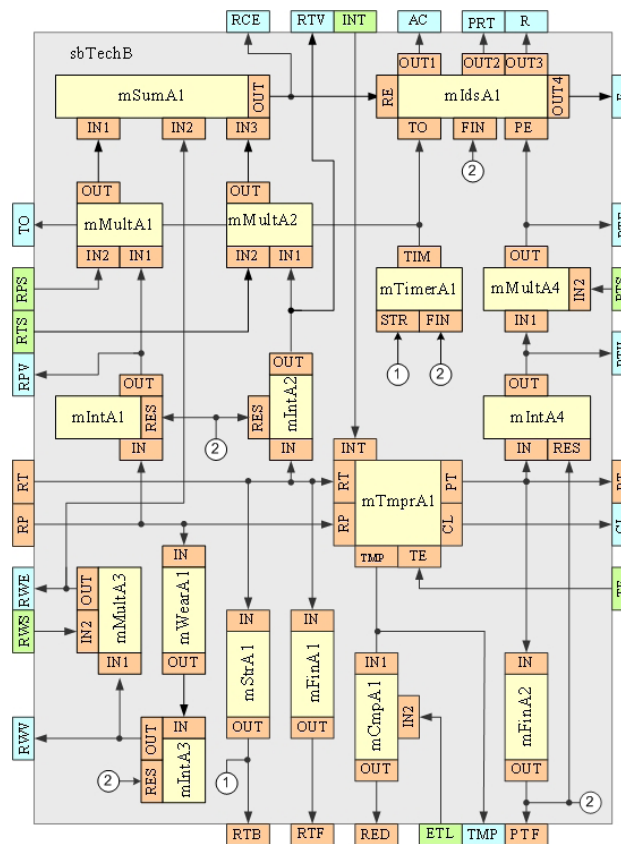 RCE RTV INT AC PRT R
sbTechB
OUT1 OUT2 OUT3
mSumA1 OUT RE mIdsA1 OUT4
IN1 IN2 IN3 TO FIN PE
2
OUT OUT
TO mMultA1 mMultA2
IN2 IN1 IN2 IN1 TIM OUT
RPS mTimerA1 mMultA4 IN2
RTS STR FIN IN1
RPV OUT OUT 1 2 OUT
mIntA1 RES RES mIntA2 mIntA4
2
IN IN INT IN RES
RT RT mTmprA1 PT
RP RP CL
TMP TE
RWE OUT mMultA3 IN mWearA1
RWS IN2 IN1 OUT
IN mStrA1 OUT
IN mFinA1 OUT
IN1 mCmpA1 IN2 OUT
IN mFinA2 OUT
RWV OUT IN mIntA3
2 RES 1 2
RTB RTF RED ETL TMP PTF